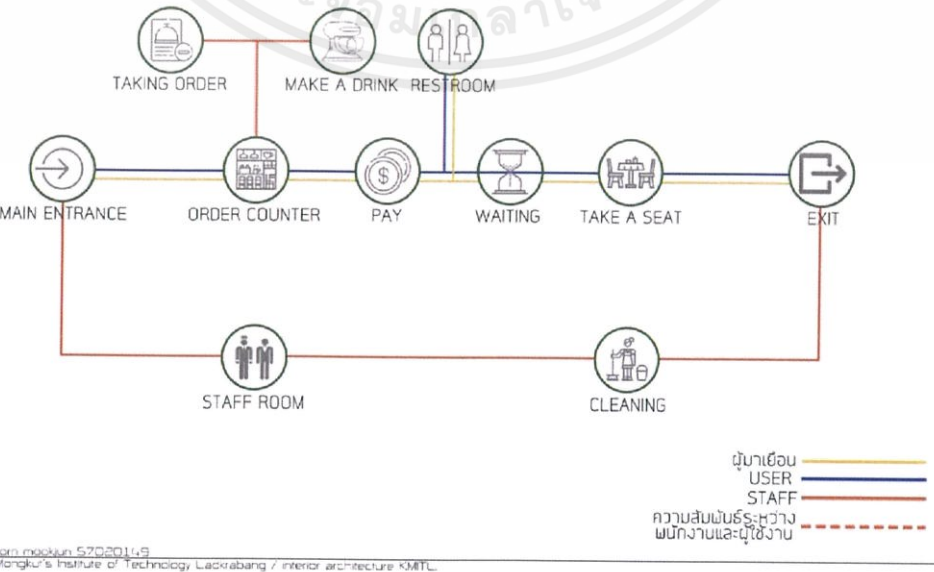 TAKING ORDER
MAKE A DRINK
RESTROOM
MAIN ENTRANCE
ORDER COUNTER
PAY
WAITING
TAKE A SEAT
EXIT
STAFF ROOM
CLEANING
ผู้มาเยือน
USER
STAFF
ความสัมพันธ์ระหว่าง
พนักงานและผู้ใช้งาน
mookjun 57020149
Mongkut's Institute of Technology Ladkrabang / interior architecture KMITL